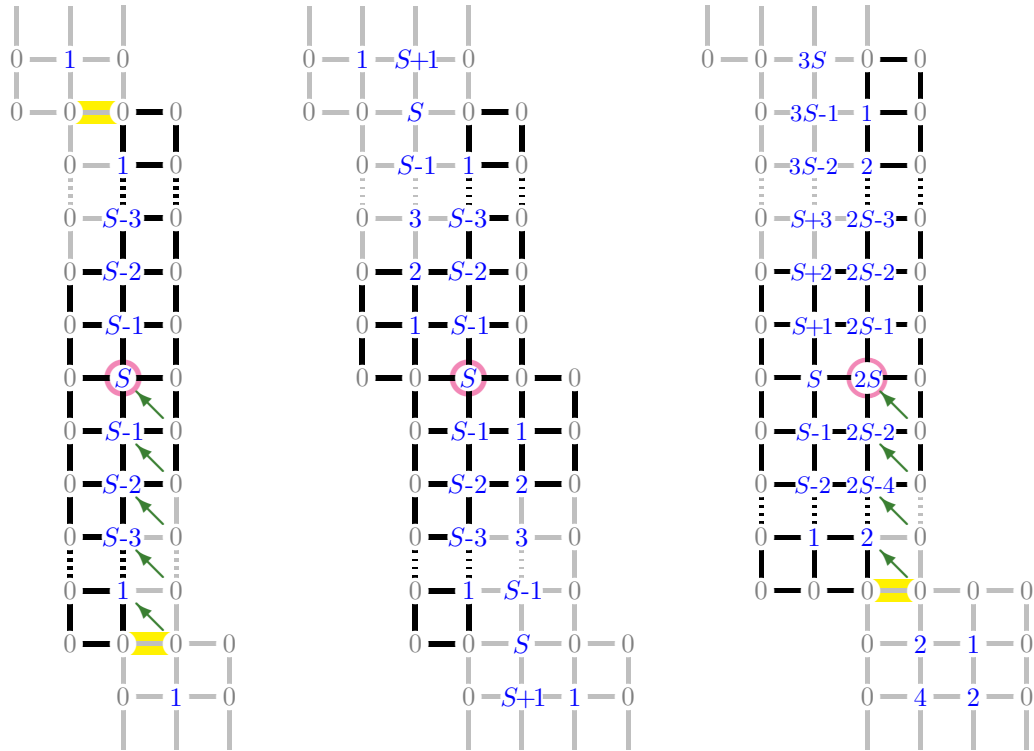 0 1 0 0 1 S+1 0 0 0 3S 0 0
0 0 0 0 0 0 S 0 0 0 3S-1 1 0
0 1 0 0 S-1 1 0 0 3S-2 2 0
0 S-3 0 0 3 S-3 0 0 S+3 2S-3 0
0 S-2 0 0 2 S-2 0 0 S+2 2S-2 0
0 S-1 0 0 1 S-1 0 0 S+1 2S-1 0
0 S 0 0 0 S 0 0 0 S 2S 0
0 S-1 0 0 S-1 1 0 0 S-1 2S-2 0
0 S-2 0 0 S-2 2 0 0 S-2 2S-4 0
0 S-3 0 0 S-3 3 0 0 1 2 0
0 1 0 0 1 S-1 0 0 0 0 0 0 0
0 0 0 0 0 0 S 0 0 0 2 1 0
0 1 0 0 S+1 1 0 0 4 2 0